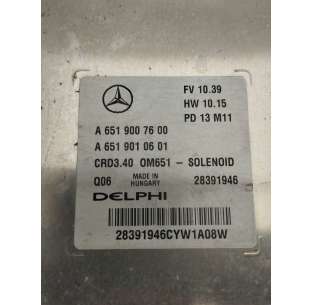 FV 10.39
HW 10.15
PD 13 M11
A 651 900 76 00
A 651 901 06 01
CRD3.40 OM651 - SOLENOID
Q06 MADE IN HUNGARY 28391946
DELPHI
28391946CYW1A08W